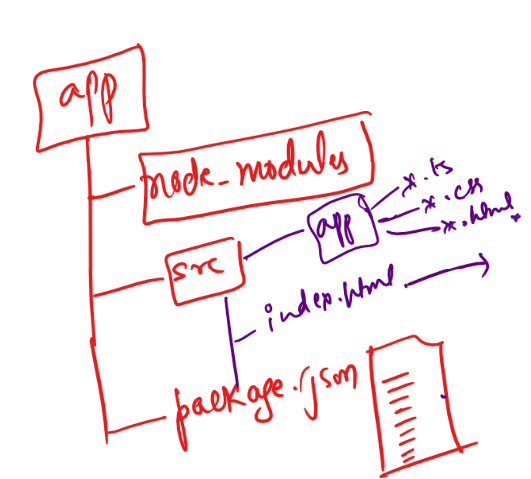 app
node_modules
*.ts
*.css
*.html
app
src
index.html
package.json